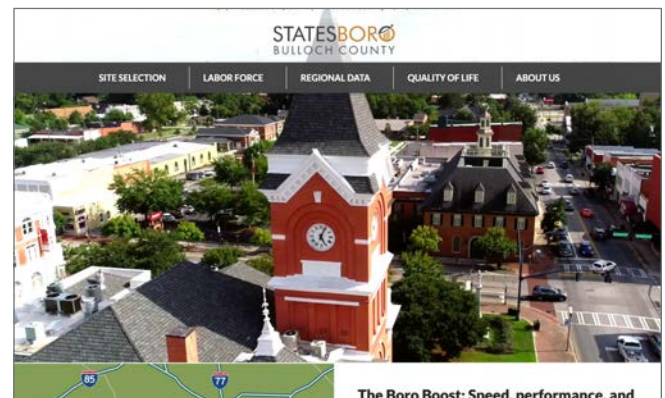 STATESBORO
BULLOCH COUNTY
SITE SELECTION
LABOR FORCE
REGIONAL DATA
QUALITY OF LIFE
ABOUT US
85
77
The Boro Boost: Speed, performance, and